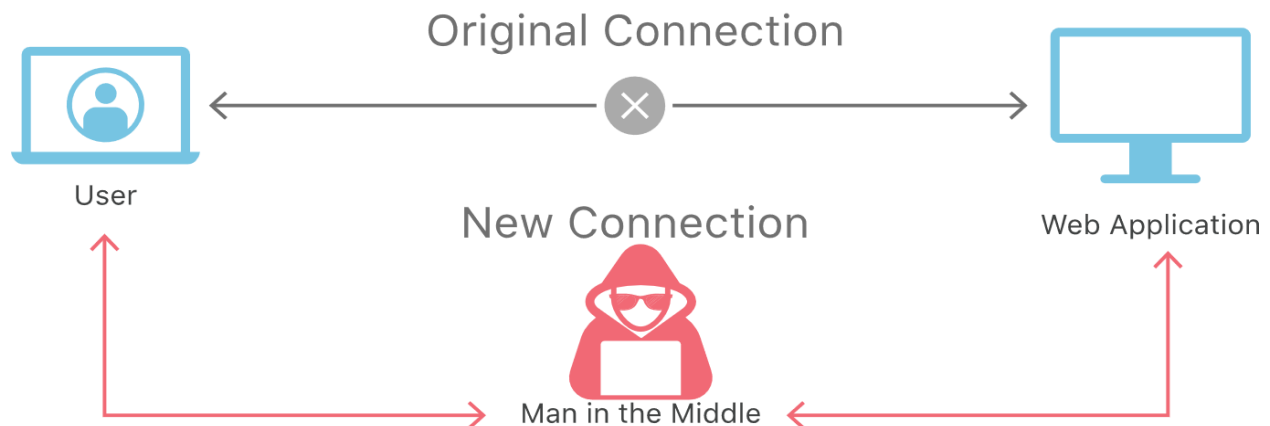 Original Connection
User
New Connection
Web Application
Man in the Middle